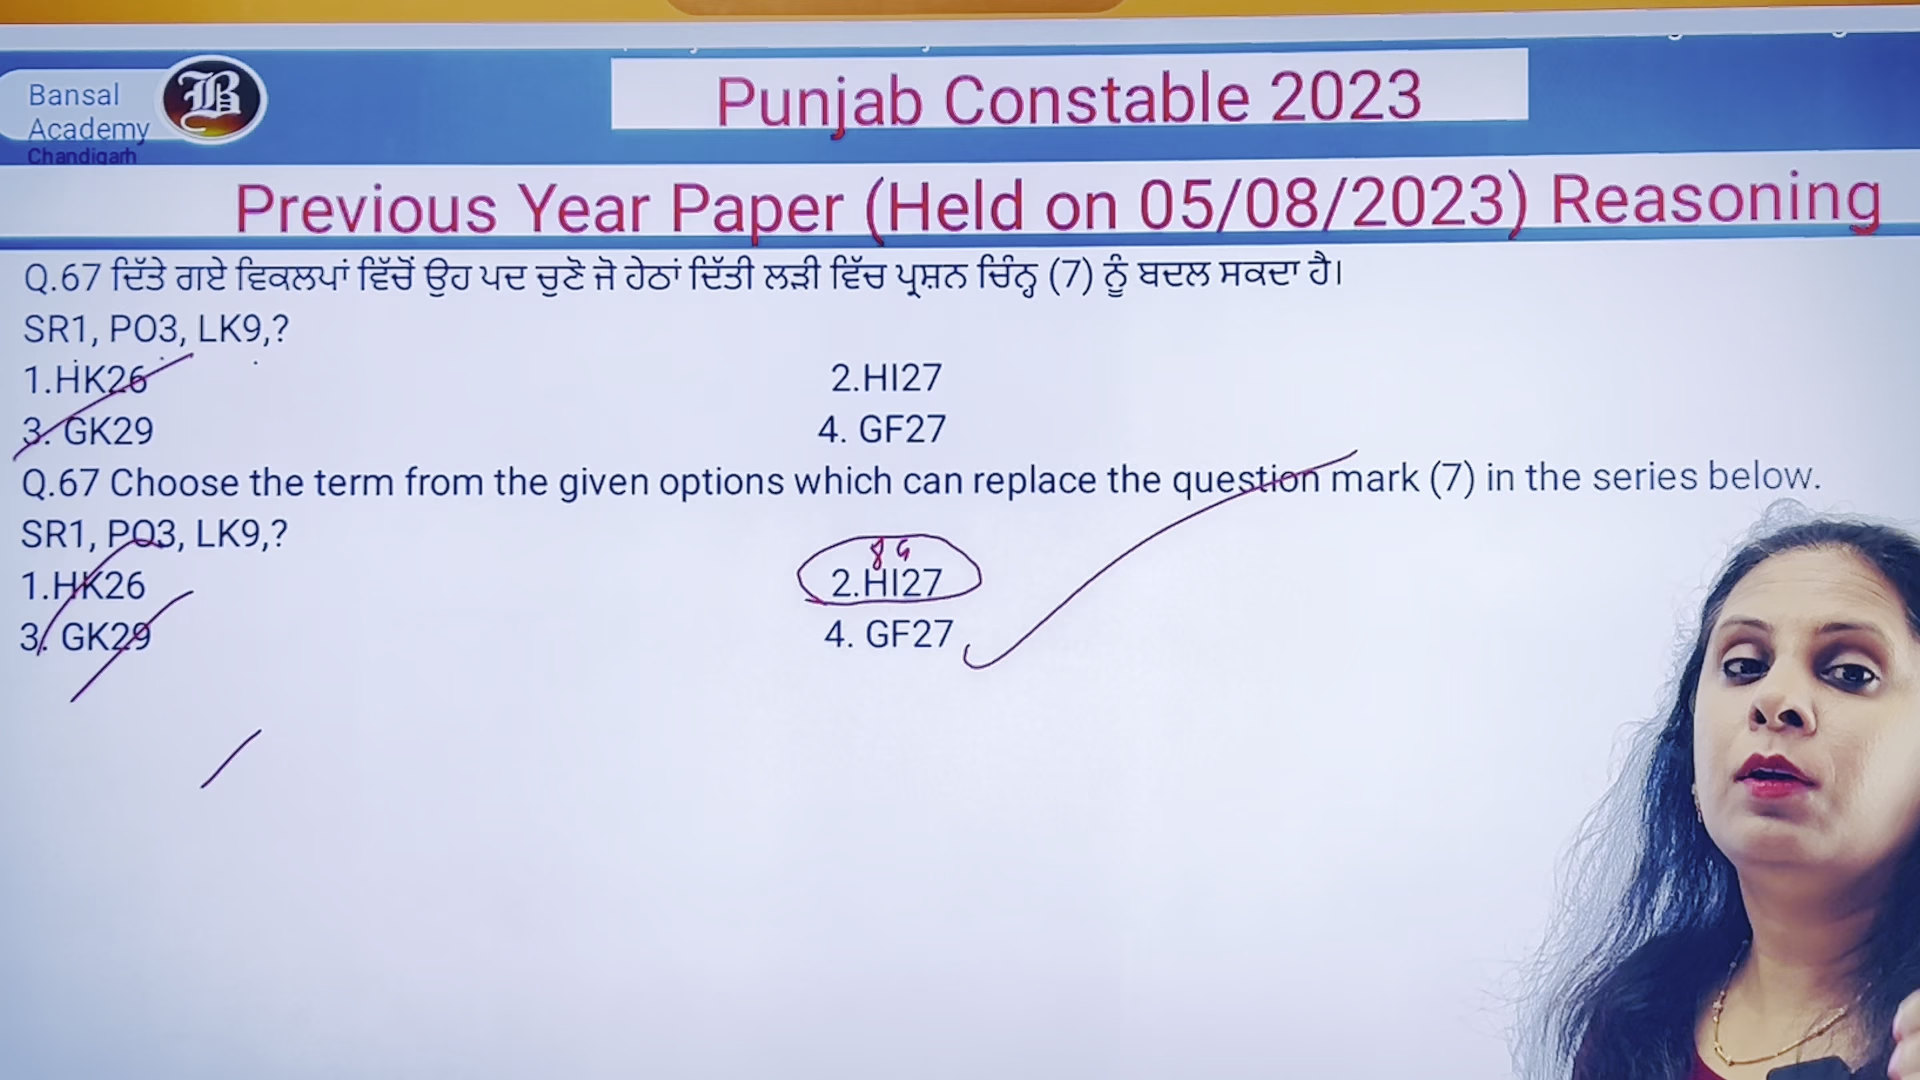 Bansal
Academy
Chandigarh
B
Punjab Constable 2023
Previous Year Paper (Held on 05/08/2023) Reasoning
Q.67 ਦਿੱਤੇ ਗਏ ਵਿਕਲਪਾਂ ਵਿੱਚੋਂ ਉਹ ਪਦ ਚੁਣੋ ਜੋ ਹੇਠਾਂ ਦਿੱਤੀ ਲੜੀ ਵਿੱਚ ਪ੍ਰਸ਼ਨ ਚਿੰਨ੍ਹ (7) ਨੂੰ ਬਦਲ ਸਕਦਾ ਹੈ।
SR1, PO3, LK9,?
1.HK26 2.HI27
3. GK29 4. GF27
Q.67 Choose the term from the given options which can replace the question mark (7) in the series below.
SR1, PO3, LK9,?
8 9
1.HK26 2.HI27
3. GK29 4. GF27